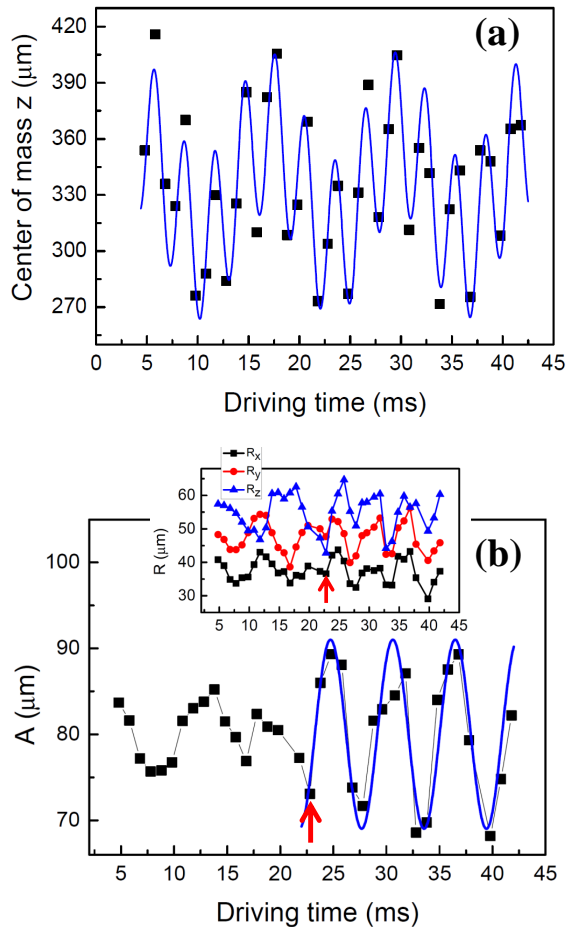 (a)
Center of mass z (μm)
420
390
360
330
300
270
0 5 10 15 20 25 30 35 40 45
Driving time (ms)
(b)
Rx
Ry
Rz
R (μm)
60
50
40
30
5 10 15 20 25 30 35 40 45
A (μm)
100
90
80
70
5 10 15 20 25 30 35 40 45
Driving time (ms)